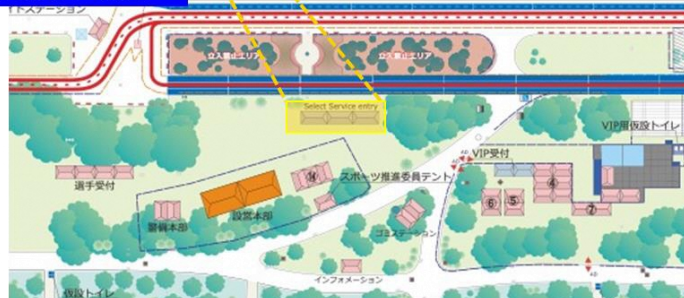 イドステーション
立入禁止エリア
立入禁止エリア
Select Service entry
VIP用仮設トイレ
VIP受付
選手受付
⑭
スポーツ推進委員テント
④
⑥
⑤
⑦
警備本部
設営本部
ゴミステーション
インフォメーション
仮設トイレ